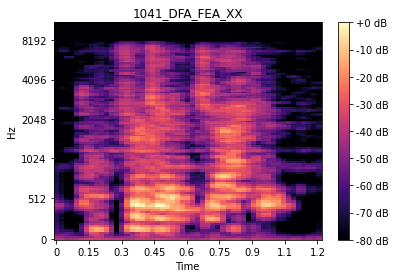 1041_DFA_FEA_XX
Hz
8192
4096
2048
1024
512
0
0 0.15 0.3 0.45 0.6 0.75 0.9 1.1 1.2
Time
+0 dB
-10 dB
-20 dB
-30 dB
-40 dB
-50 dB
-60 dB
-70 dB
-80 dB